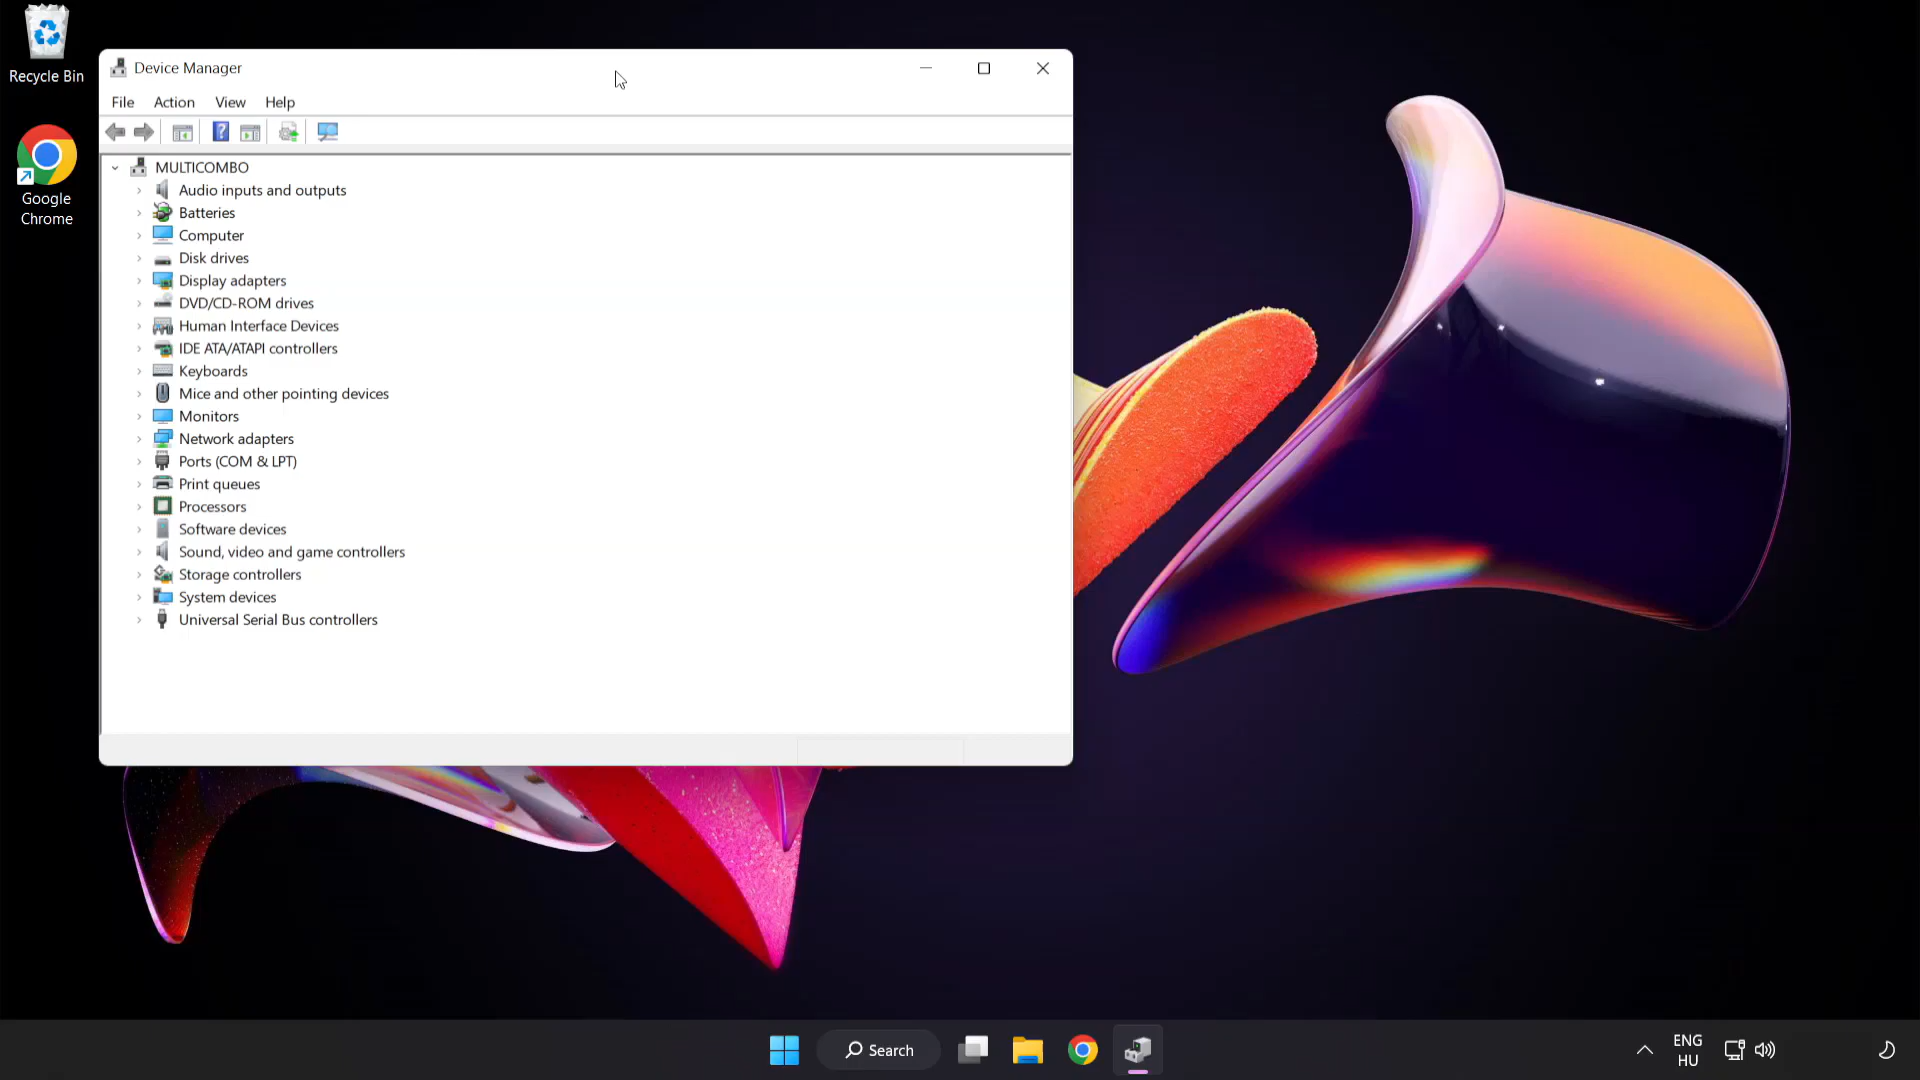 Recycle Bin
Google
Chrome
Device Manager
File Action View Help
MULTICOMBO
Audio inputs and outputs
Batteries
Computer
Disk drives
Display adapters
DVD/CD-ROM drives
Human Interface Devices
IDE ATA/ATAPI controllers
Keyboards
Mice and other pointing devices
Monitors
Network adapters
Ports (COM & LPT)
Print queues
Processors
Software devices
Sound, video and game controllers
Storage controllers
System devices
Universal Serial Bus controllers
Search
ENG
HU